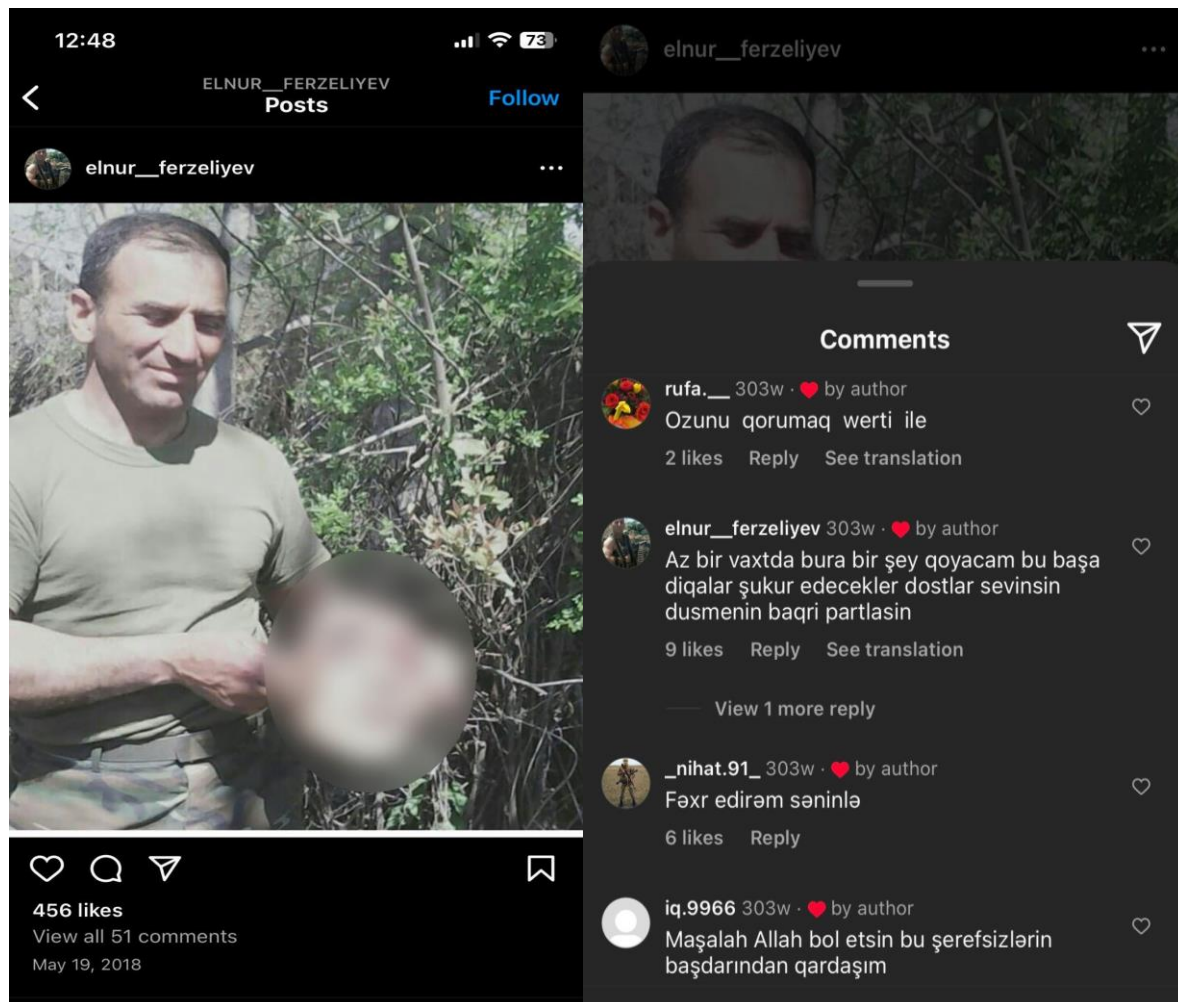 12:48
73
ELNUR__FERZELIYEV
Posts
Follow
elnur__ferzeliyev
456 likes
View all 51 comments
May 19, 2018
elnur__ferzeliyev
Comments
rufa.__ 303w · by author
Ozunu qorumaq werti ile
2 likes Reply See translation
elnur__ferzeliyev 303w · by author
Az bir vaxtda bura bir şey qoyacam bu başa
diqalar şukur edecekler dostlar sevinsin
dusmenin baqri partlasin
9 likes Reply See translation
View 1 more reply
_nihat.91_ 303w · by author
Fəxr edirəm səninlə
6 likes Reply
iq.9966 303w · by author
Maşalah Allah bol etsin bu şerefsizlərin
başdarından qardaşım